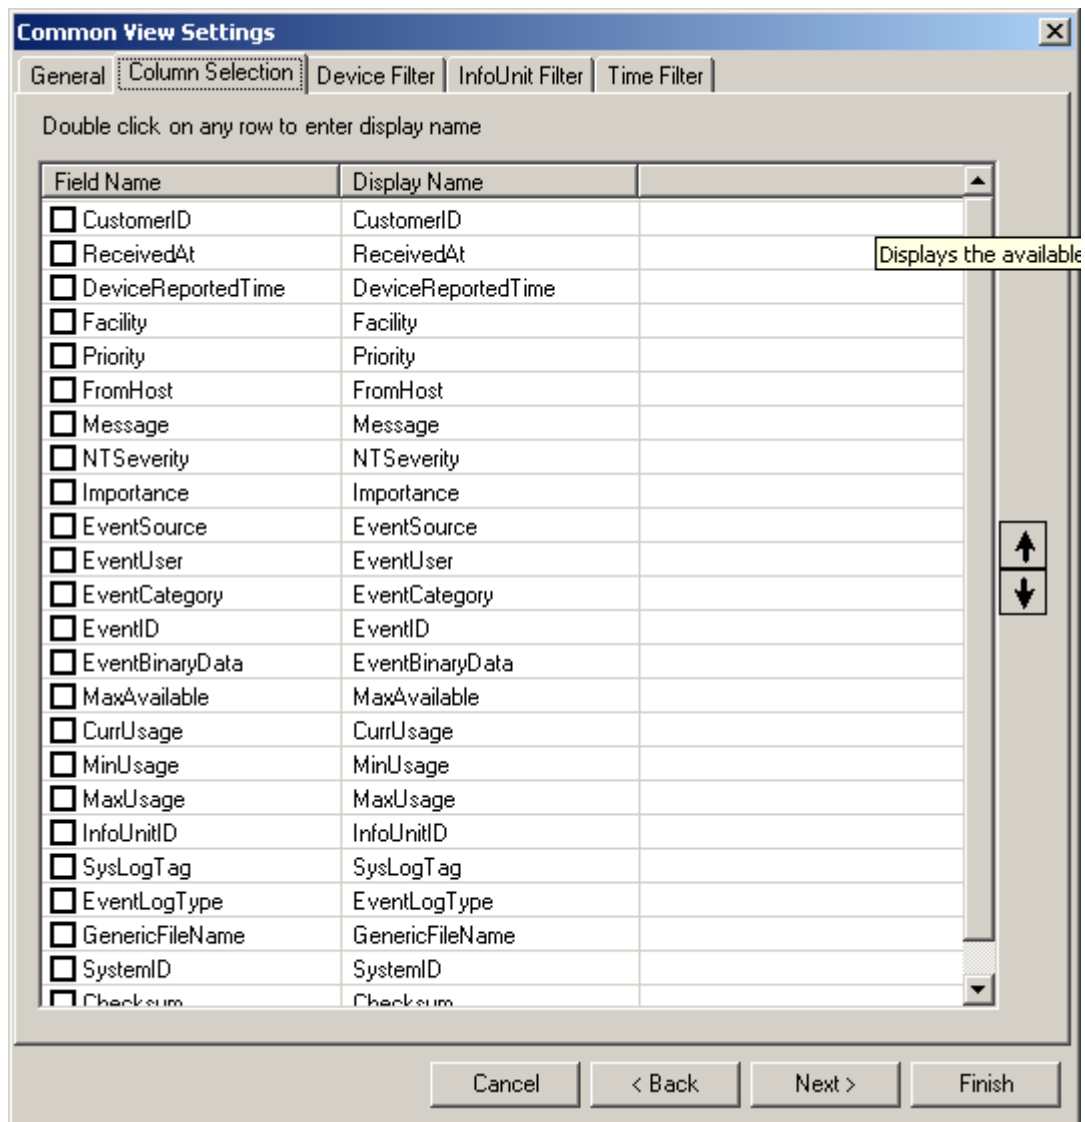 Common View Settings
General Column Selection Device Filter InfoUnit Filter Time Filter
Double click on any row to enter display name
Field Name Display Name
CustomerID CustomerID
ReceivedAt ReceivedAt
Displays the available
DeviceReportedTime DeviceReportedTime
Facility Facility
Priority Priority
FromHost FromHost
Message Message
NTSeverity NTSeverity
Importance Importance
EventSource EventSource
EventUser EventUser
EventCategory EventCategory
EventID EventID
EventBinaryData EventBinaryData
MaxAvailable MaxAvailable
CurrUsage CurrUsage
MinUsage MinUsage
MaxUsage MaxUsage
InfoUnitID InfoUnitID
SysLogTag SysLogTag
EventLogType EventLogType
GenericFileName GenericFileName
SystemID SystemID
Checksum Checksum
Cancel < Back Next > Finish